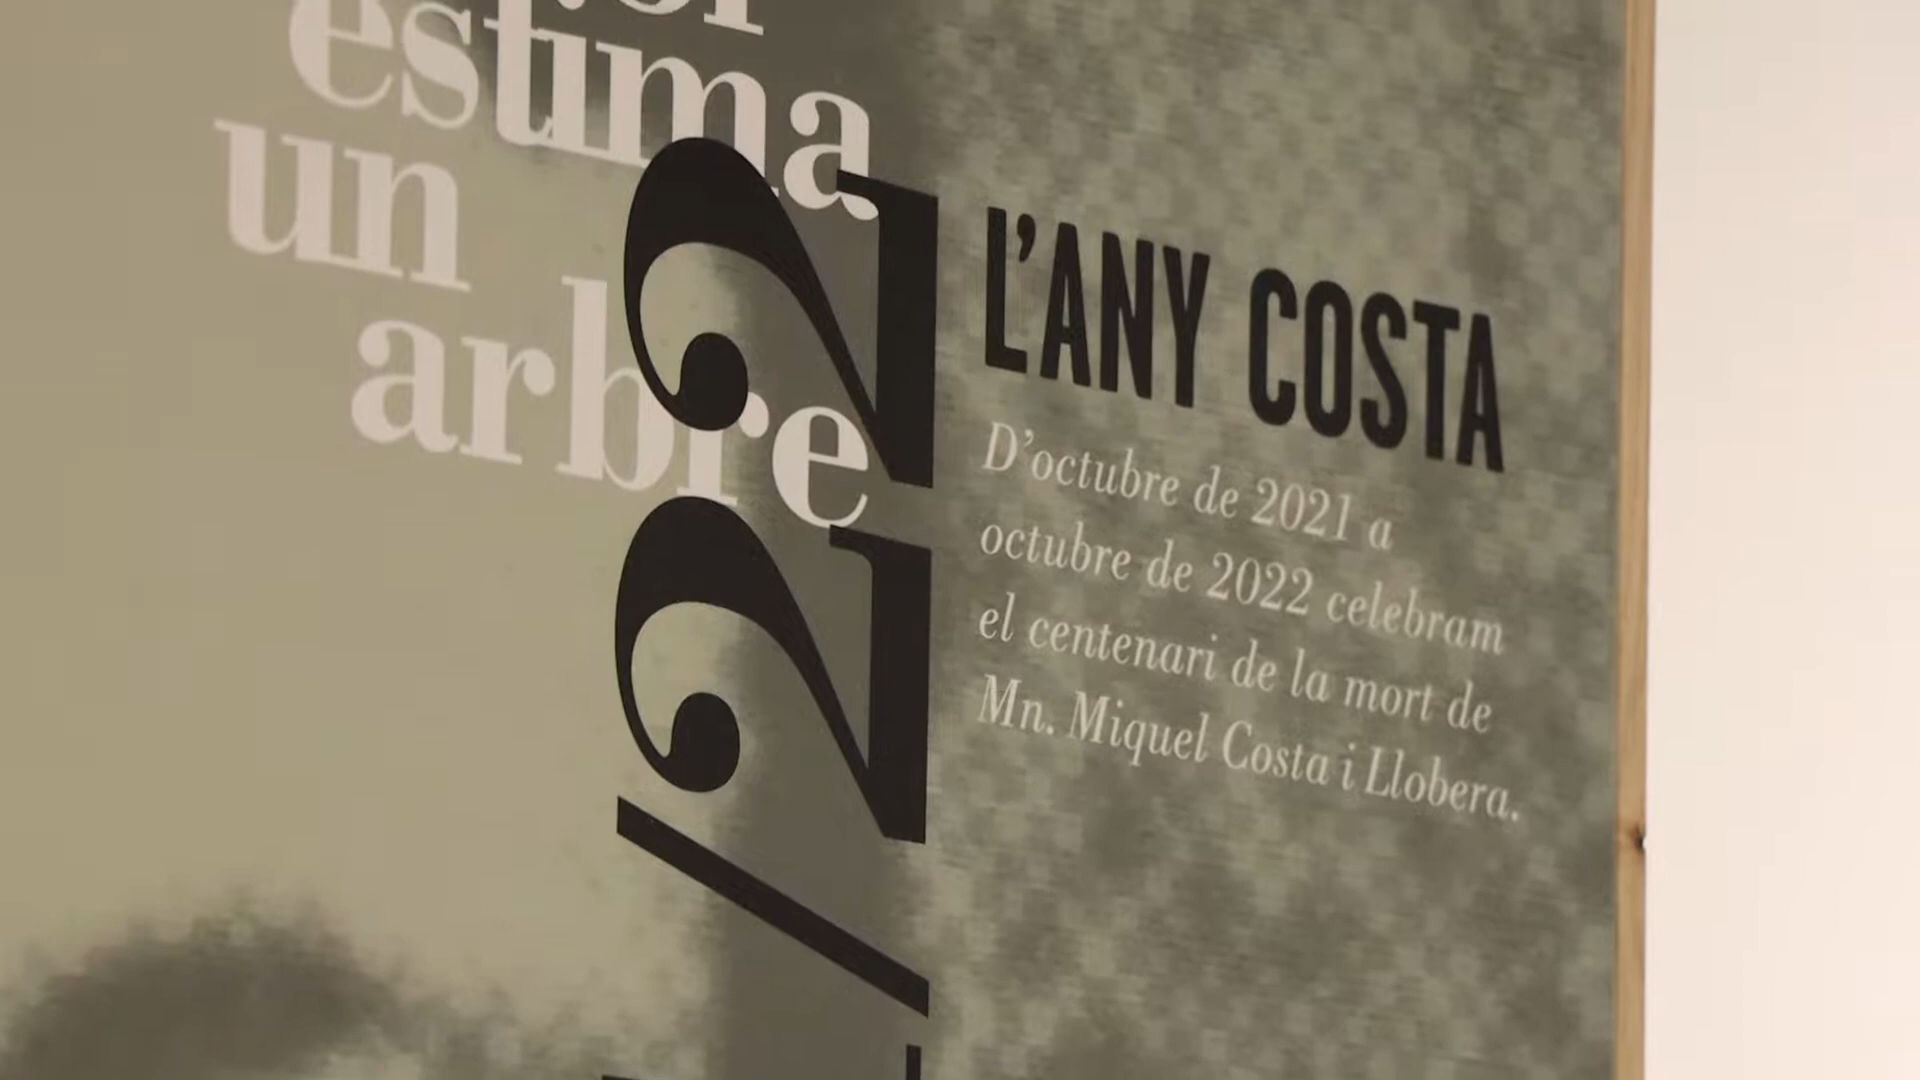 estima
un
arbre
22
/
L'ANY COSTA
D'octubre de 2021 a
octubre de 2022 celebram
el centenari de la mort de
Mn. Miquel Costa i Llobera.